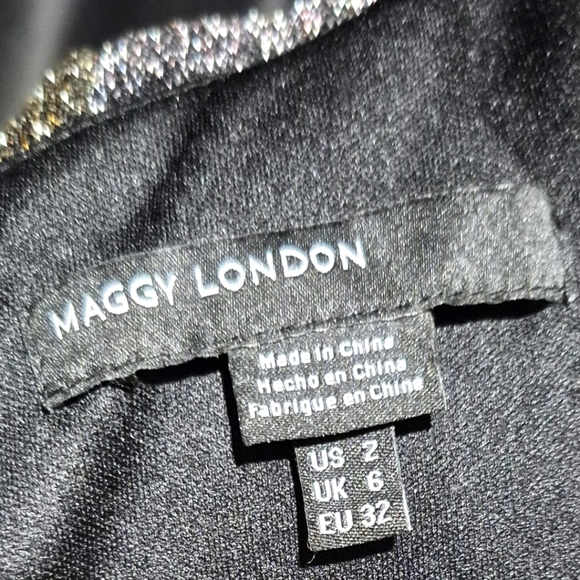 MAGGY LONDON
Made in China
Hecho en China
Fabrique en Chine
US 2
UK 6
EU 32